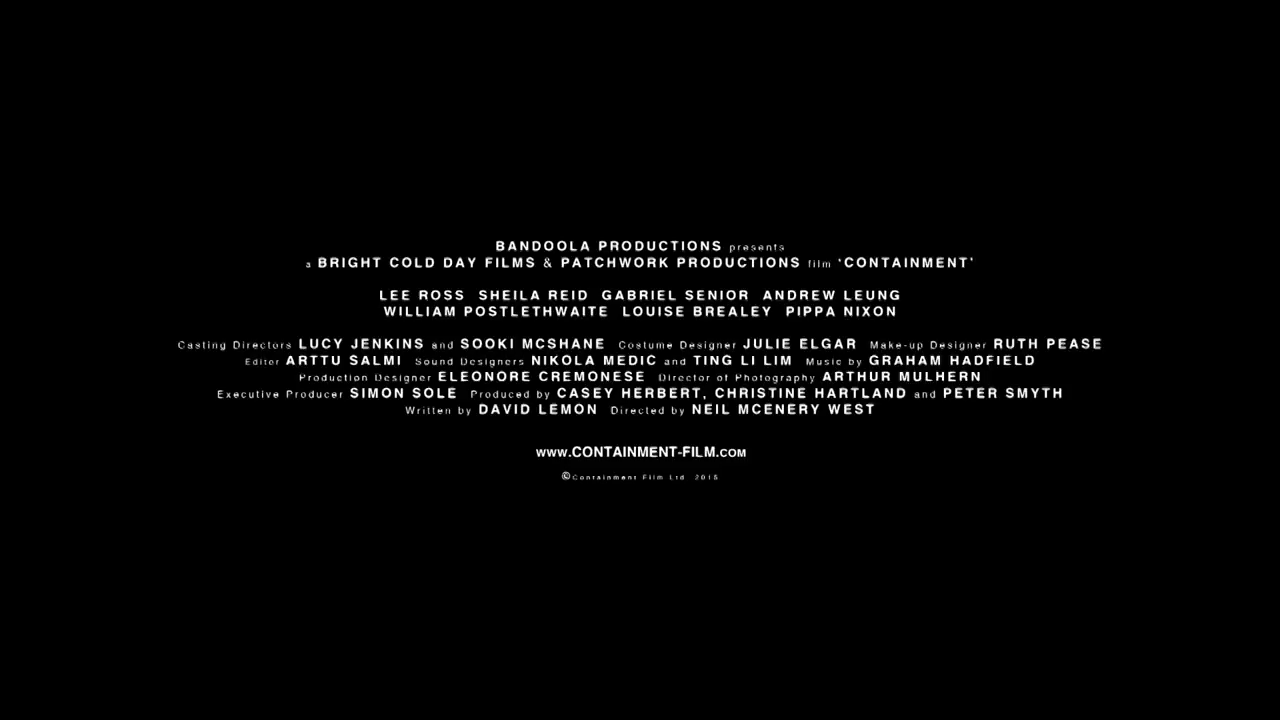 BANDOOLA PRODUCTIONS presents
a BRIGHT COLD DAY FILMS & PATCHWORK PRODUCTIONS film 'CONTAINMENT'
LEE ROSS SHEILA REID GABRIEL SENIOR ANDREW LEUNG
WILLIAM POSTLETHWAITE LOUISE BREALEY PIPPA NIXON
Casting Directors LUCY JENKINS and SOOKI MCSHANE Costume Designer JULIE ELGAR Make-up Designer RUTH PEASE
Editor ARTTU SALMI Sound Designers NIKOLA MEDIC and TING LI LIM Music by GRAHAM HADFIELD
Production Designer ELEONORE CREMONESE Director of Photography ARTHUR MULHERN
Executive Producer SIMON SOLE Produced by CASEY HERBERT, CHRISTINE HARTLAND and PETER SMYTH
Written by DAVID LEMON Directed by NEIL MCENERY WEST
WWW.CONTAINMENT-FILM.COM
©Containment Film Ltd 2015